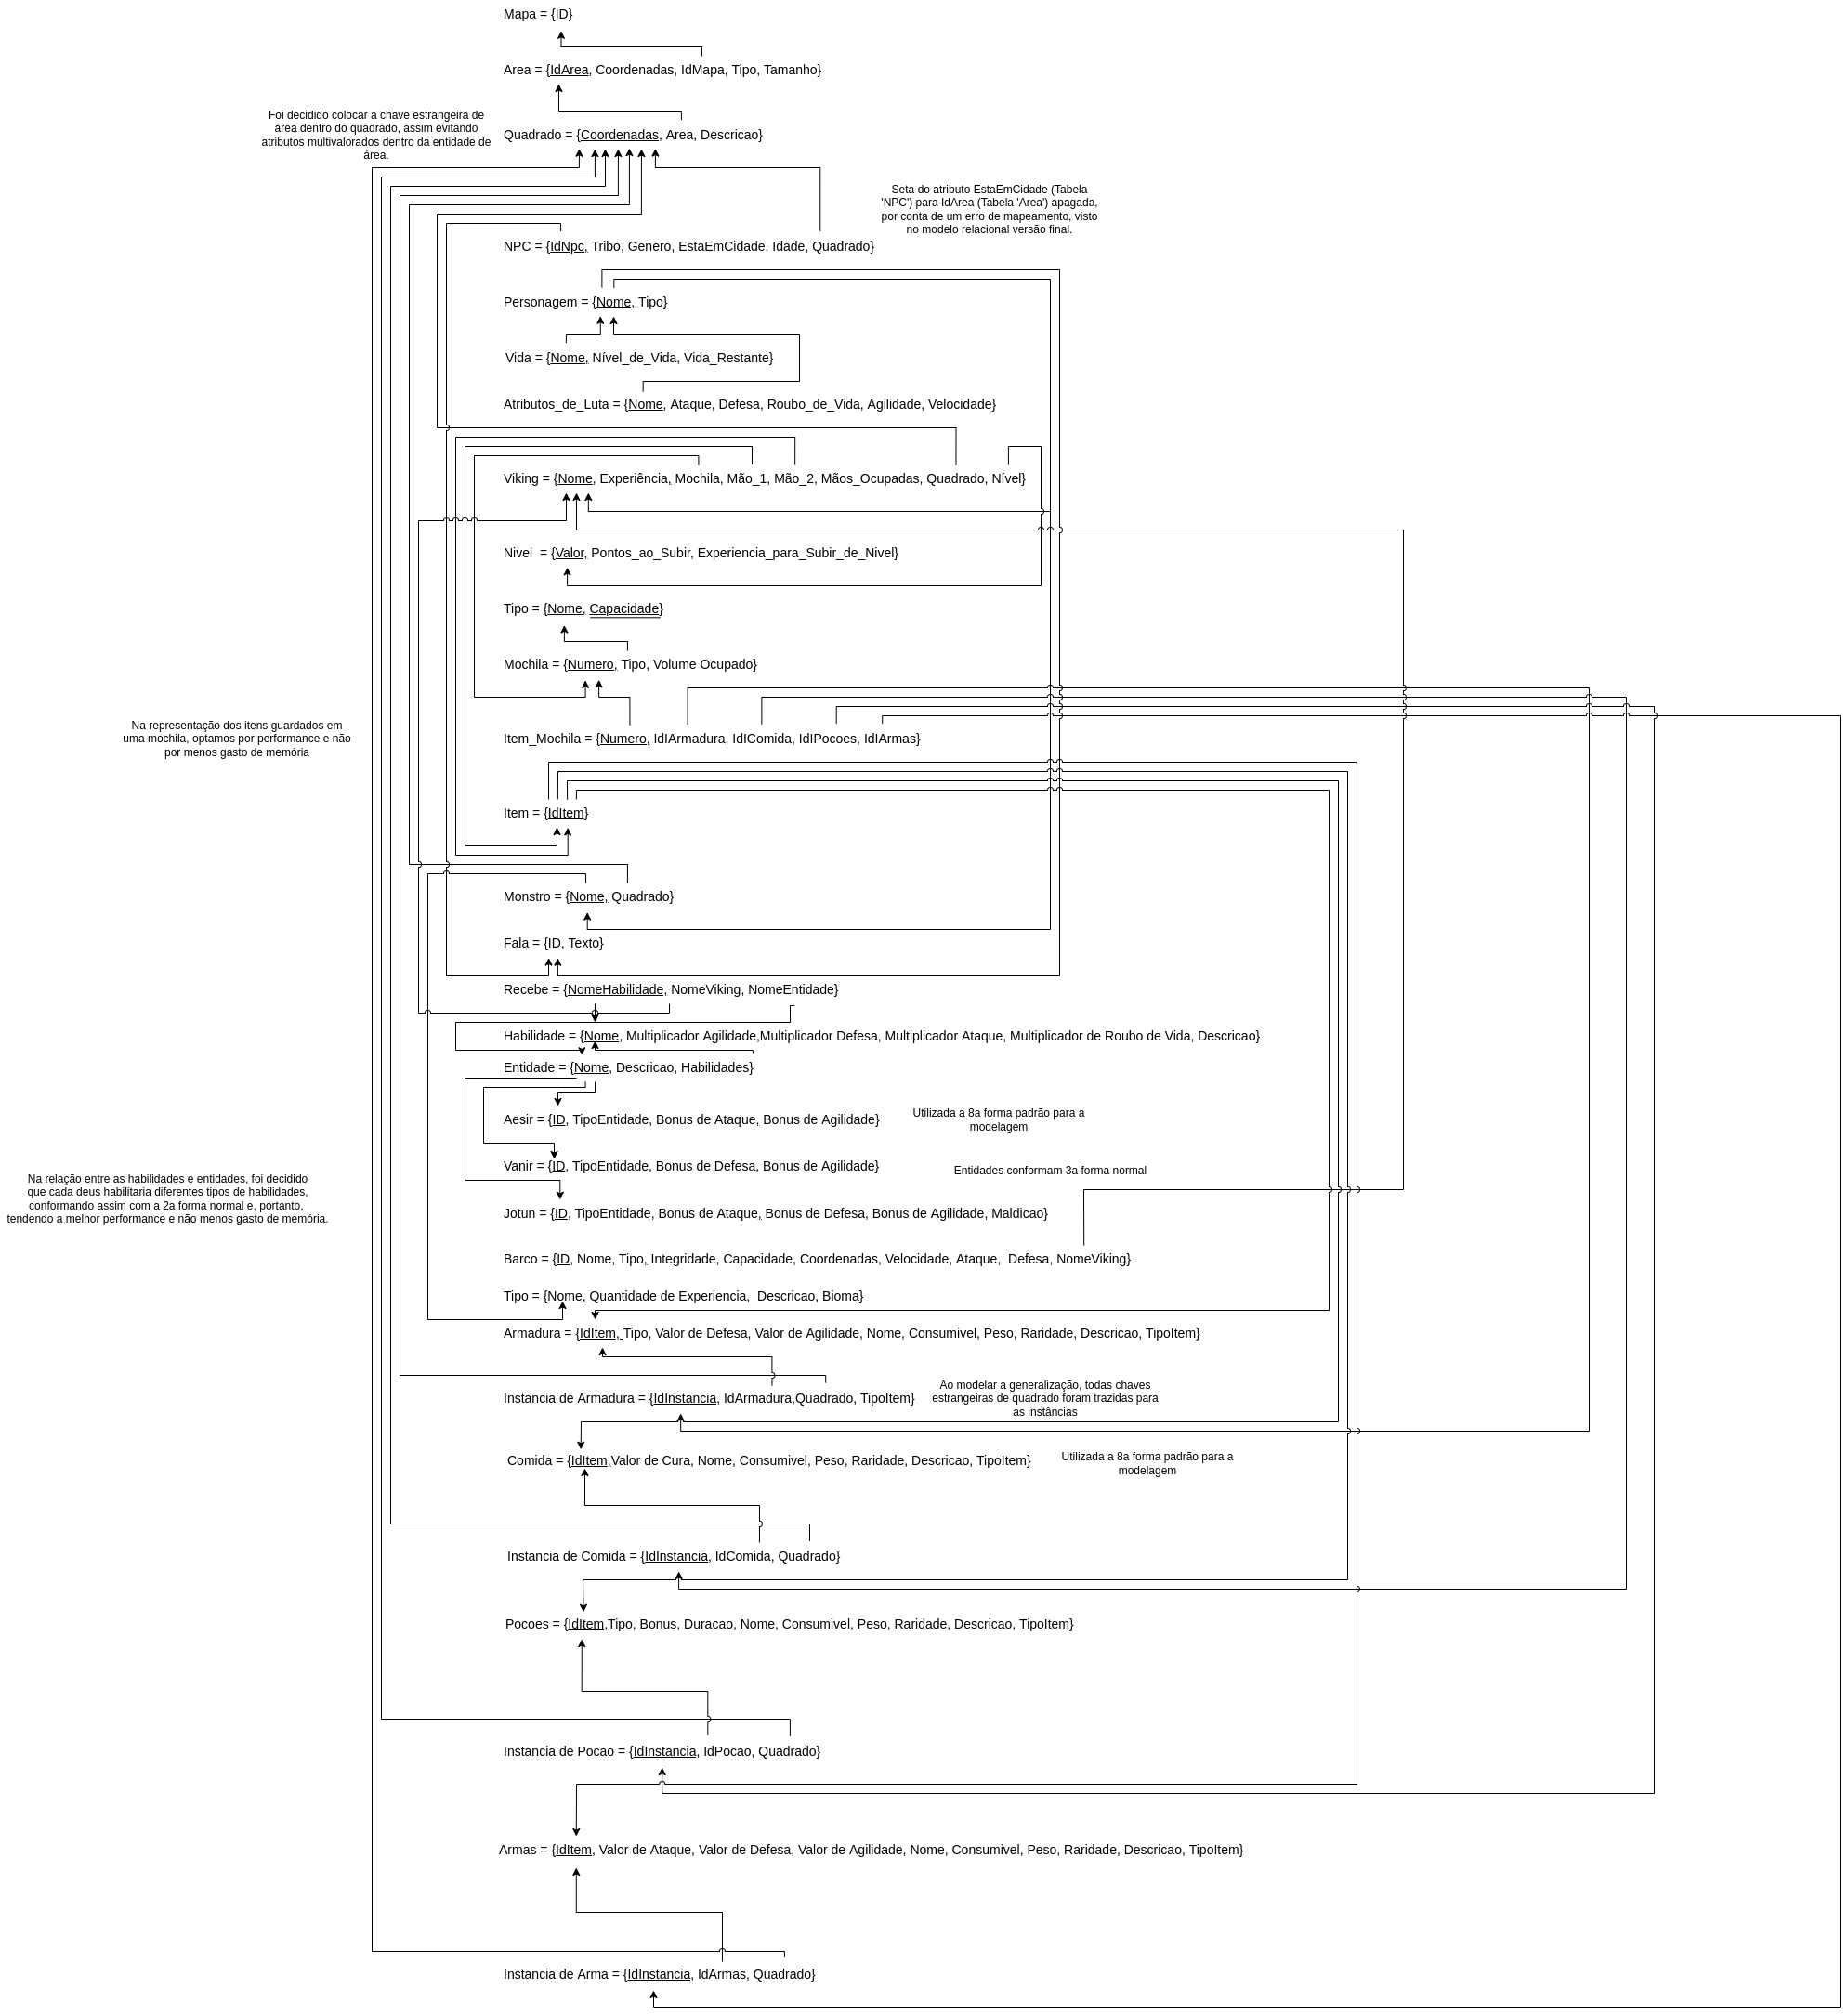 Mapa = {ID}
Area = {IdArea, Coordenadas, IdMapa, Tipo, Tamanho}
Foi decidido colocar a chave estrangeira de
área dentro do quadrado, assim evitando
atributos multivalorados dentro da entidade de
área.
Quadrado = {Coordenadas, Area, Descricao}
Seta do atributo EstaEmCidade (Tabela
'NPC') para IdArea (Tabela 'Area') apagada,
por conta de um erro de mapeamento, visto
no modelo relacional versão final.
NPC = {IdNpc, Tribo, Genero, EstaEmCidade, Idade, Quadrado}
Personagem = {Nome, Tipo}
Vida = {Nome, Nível_de_Vida, Vida_Restante}
Atributos_de_Luta = {Nome, Ataque, Defesa, Roubo_de_Vida, Agilidade, Velocidade}
Viking = {Nome, Experiência, Mochila, Mão_1, Mão_2, Mãos_Ocupadas, Quadrado, Nível}
Nivel  = {Valor, Pontos_ao_Subir, Experiencia_para_Subir_de_Nivel}
Tipo = {Nome, Capacidade}
Mochila = {Numero, Tipo, Volume Ocupado}
Na representação dos itens guardados em
uma mochila, optamos por performance e não
por menos gasto de memória
Item_Mochila = {Numero, IdIArmadura, IdIComida, IdIPocoes, IdIArmas}
Item = {IdItem}
Monstro = {Nome, Quadrado}
Fala = {ID, Texto}
Recebe = {NomeHabilidade, NomeViking, NomeEntidade}
Habilidade = {Nome, Multiplicador Agilidade,Multiplicador Defesa, Multiplicador Ataque, Multiplicador de Roubo de Vida, Descricao}
Entidade = {Nome, Descricao, Habilidades}
Aesir = {ID, TipoEntidade, Bonus de Ataque, Bonus de Agilidade}
Utilizada a 8a forma padrão para a
modelagem
Vanir = {ID, TipoEntidade, Bonus de Defesa, Bonus de Agilidade}
Entidades conformam 3a forma normal
Na relação entre as habilidades e entidades, foi decidido
que cada deus habilitaria diferentes tipos de habilidades,
conformando assim com a 2a forma normal e, portanto,
tendendo a melhor performance e não menos gasto de memória.
Jotun = {ID, TipoEntidade, Bonus de Ataque, Bonus de Defesa, Bonus de Agilidade, Maldicao}
Barco = {ID, Nome, Tipo, Integridade, Capacidade, Coordenadas, Velocidade, Ataque,  Defesa, NomeViking}
Tipo = {Nome, Quantidade de Experiencia,  Descricao, Bioma}
Armadura = {IdItem, Tipo, Valor de Defesa, Valor de Agilidade, Nome, Consumivel, Peso, Raridade, Descricao, TipoItem}
Instancia de Armadura = {IdInstancia, IdArmadura,Quadrado, TipoItem}
Ao modelar a generalização, todas chaves
estrangeiras de quadrado foram trazidas para
as instâncias
Comida = {IdItem,Valor de Cura, Nome, Consumivel, Peso, Raridade, Descricao, TipoItem}
Utilizada a 8a forma padrão para a
modelagem
Instancia de Comida = {IdInstancia, IdComida, Quadrado}
Pocoes = {IdItem,Tipo, Bonus, Duracao, Nome, Consumivel, Peso, Raridade, Descricao, TipoItem}
Instancia de Pocao = {IdInstancia, IdPocao, Quadrado}
Armas = {IdItem, Valor de Ataque, Valor de Defesa, Valor de Agilidade, Nome, Consumivel, Peso, Raridade, Descricao, TipoItem}
Instancia de Arma = {IdInstancia, IdArmas, Quadrado}